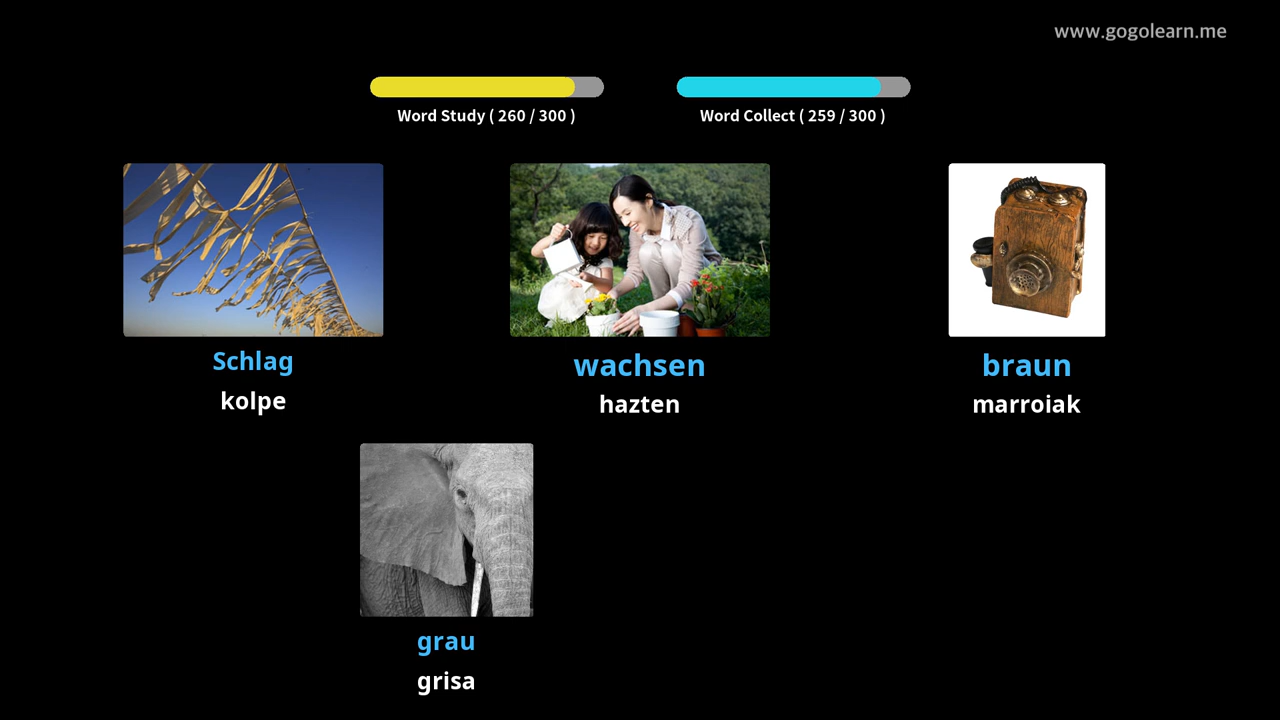 www.gogolearn.me
Word Study ( 260 / 300 )
Word Collect ( 259 / 300 )
Schlag
kolpe
wachsen
hazten
braun
marroiak
grau
grisa